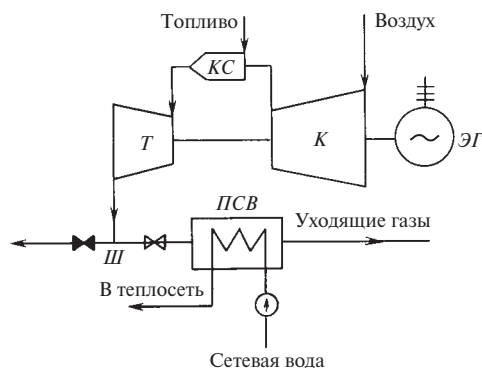 Топливо
Воздух
КС
Т
К
ЭГ
ПСВ
Уходящие газы
Ш
В теплосеть
Сетевая вода